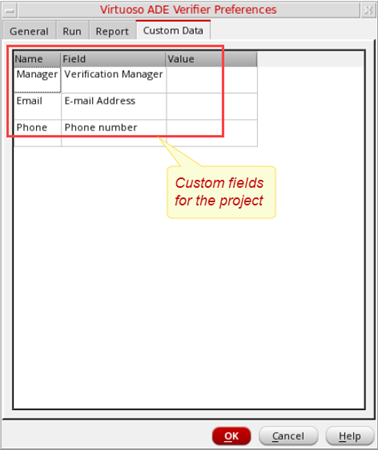 Virtuoso ADE Verifier Preferences
General Run Report Custom Data
Name Field Value
Manager Verification Manager
Email E-mail Address
Phone Phone number
Custom fields
for the project
OK Cancel Help